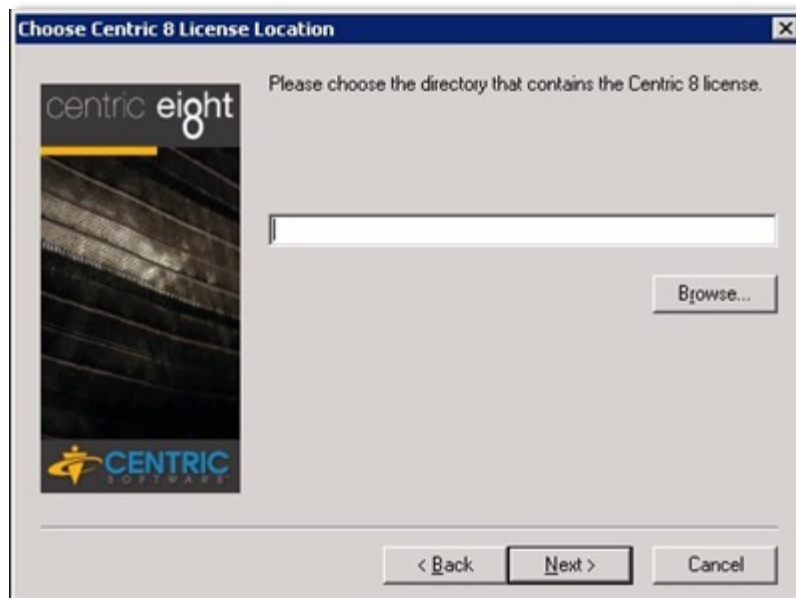 Choose Centric 8 License Location
centric eight
8
Please choose the directory that contains the Centric 8 license.
Browse...
CENTRIC
SOFTWARE
< Back
Next >
Cancel